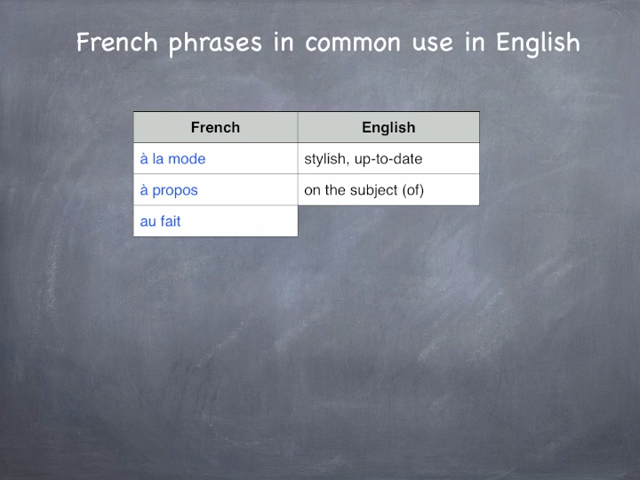 French phrases in common use in English
French English
à la mode stylish, up-to-date
à propos on the subject (of)
au fait